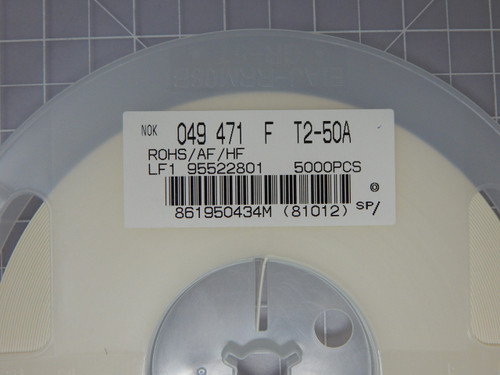 NOK 049 471 F T2-50A
ROHS/AF/HF
LF1 95522801 5000PCS
861950434M (81012) SP/